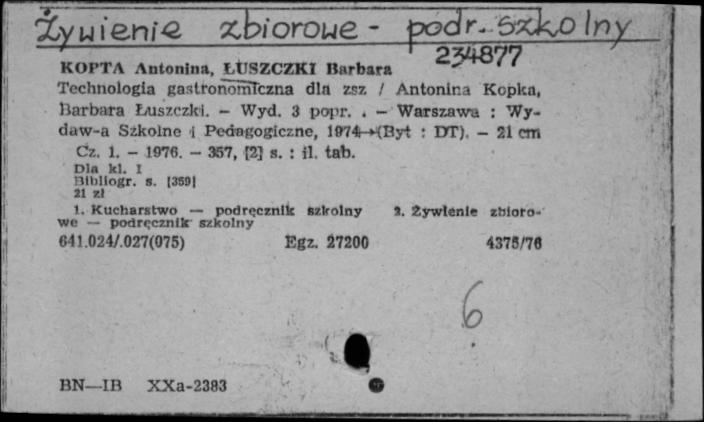 Żywienie zbiorowe - podr. szkolny
234877
KOPTA Antonina, ŁUSZCZKI Barbara
Technologia gastronomiczna dla zsz / Antonina Kopka,
Barbara Łuszczki. — Wyd. 3 popr. . — Warszawa : Wy-
daw-a Szkolne i Pedagogiczne, 1974→(Byt : DT). — 21 cm
Cz. 1. — 1976. — 357, [2] s. : il. tab.
Dla kl. I
Bibliogr. s. [359]
21 zł
1. Kucharstwo — podręcznik szkolny 2. Żywienie zbioro-
we — podręcznik szkolny
641.024/.027(075) Egz. 27200 4375/76
6
BN—IB XXa-2383